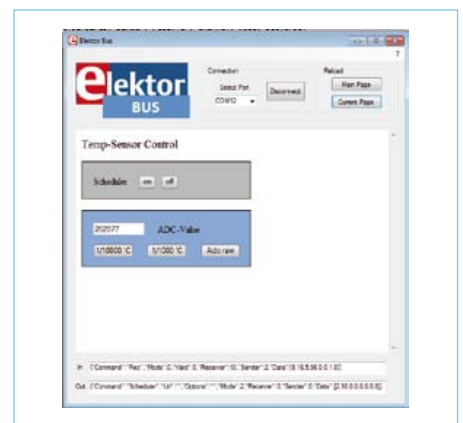 Elektor Bus
?
elektor
BUS
Connection
Select Port
COM12
Disconnect
Reload
Main Page
Current Page
Temp-Sensor Control
Scheduler
on
off
ADC-Value
1/10000 °C
1/1000 °C
Adc raw
In
Out